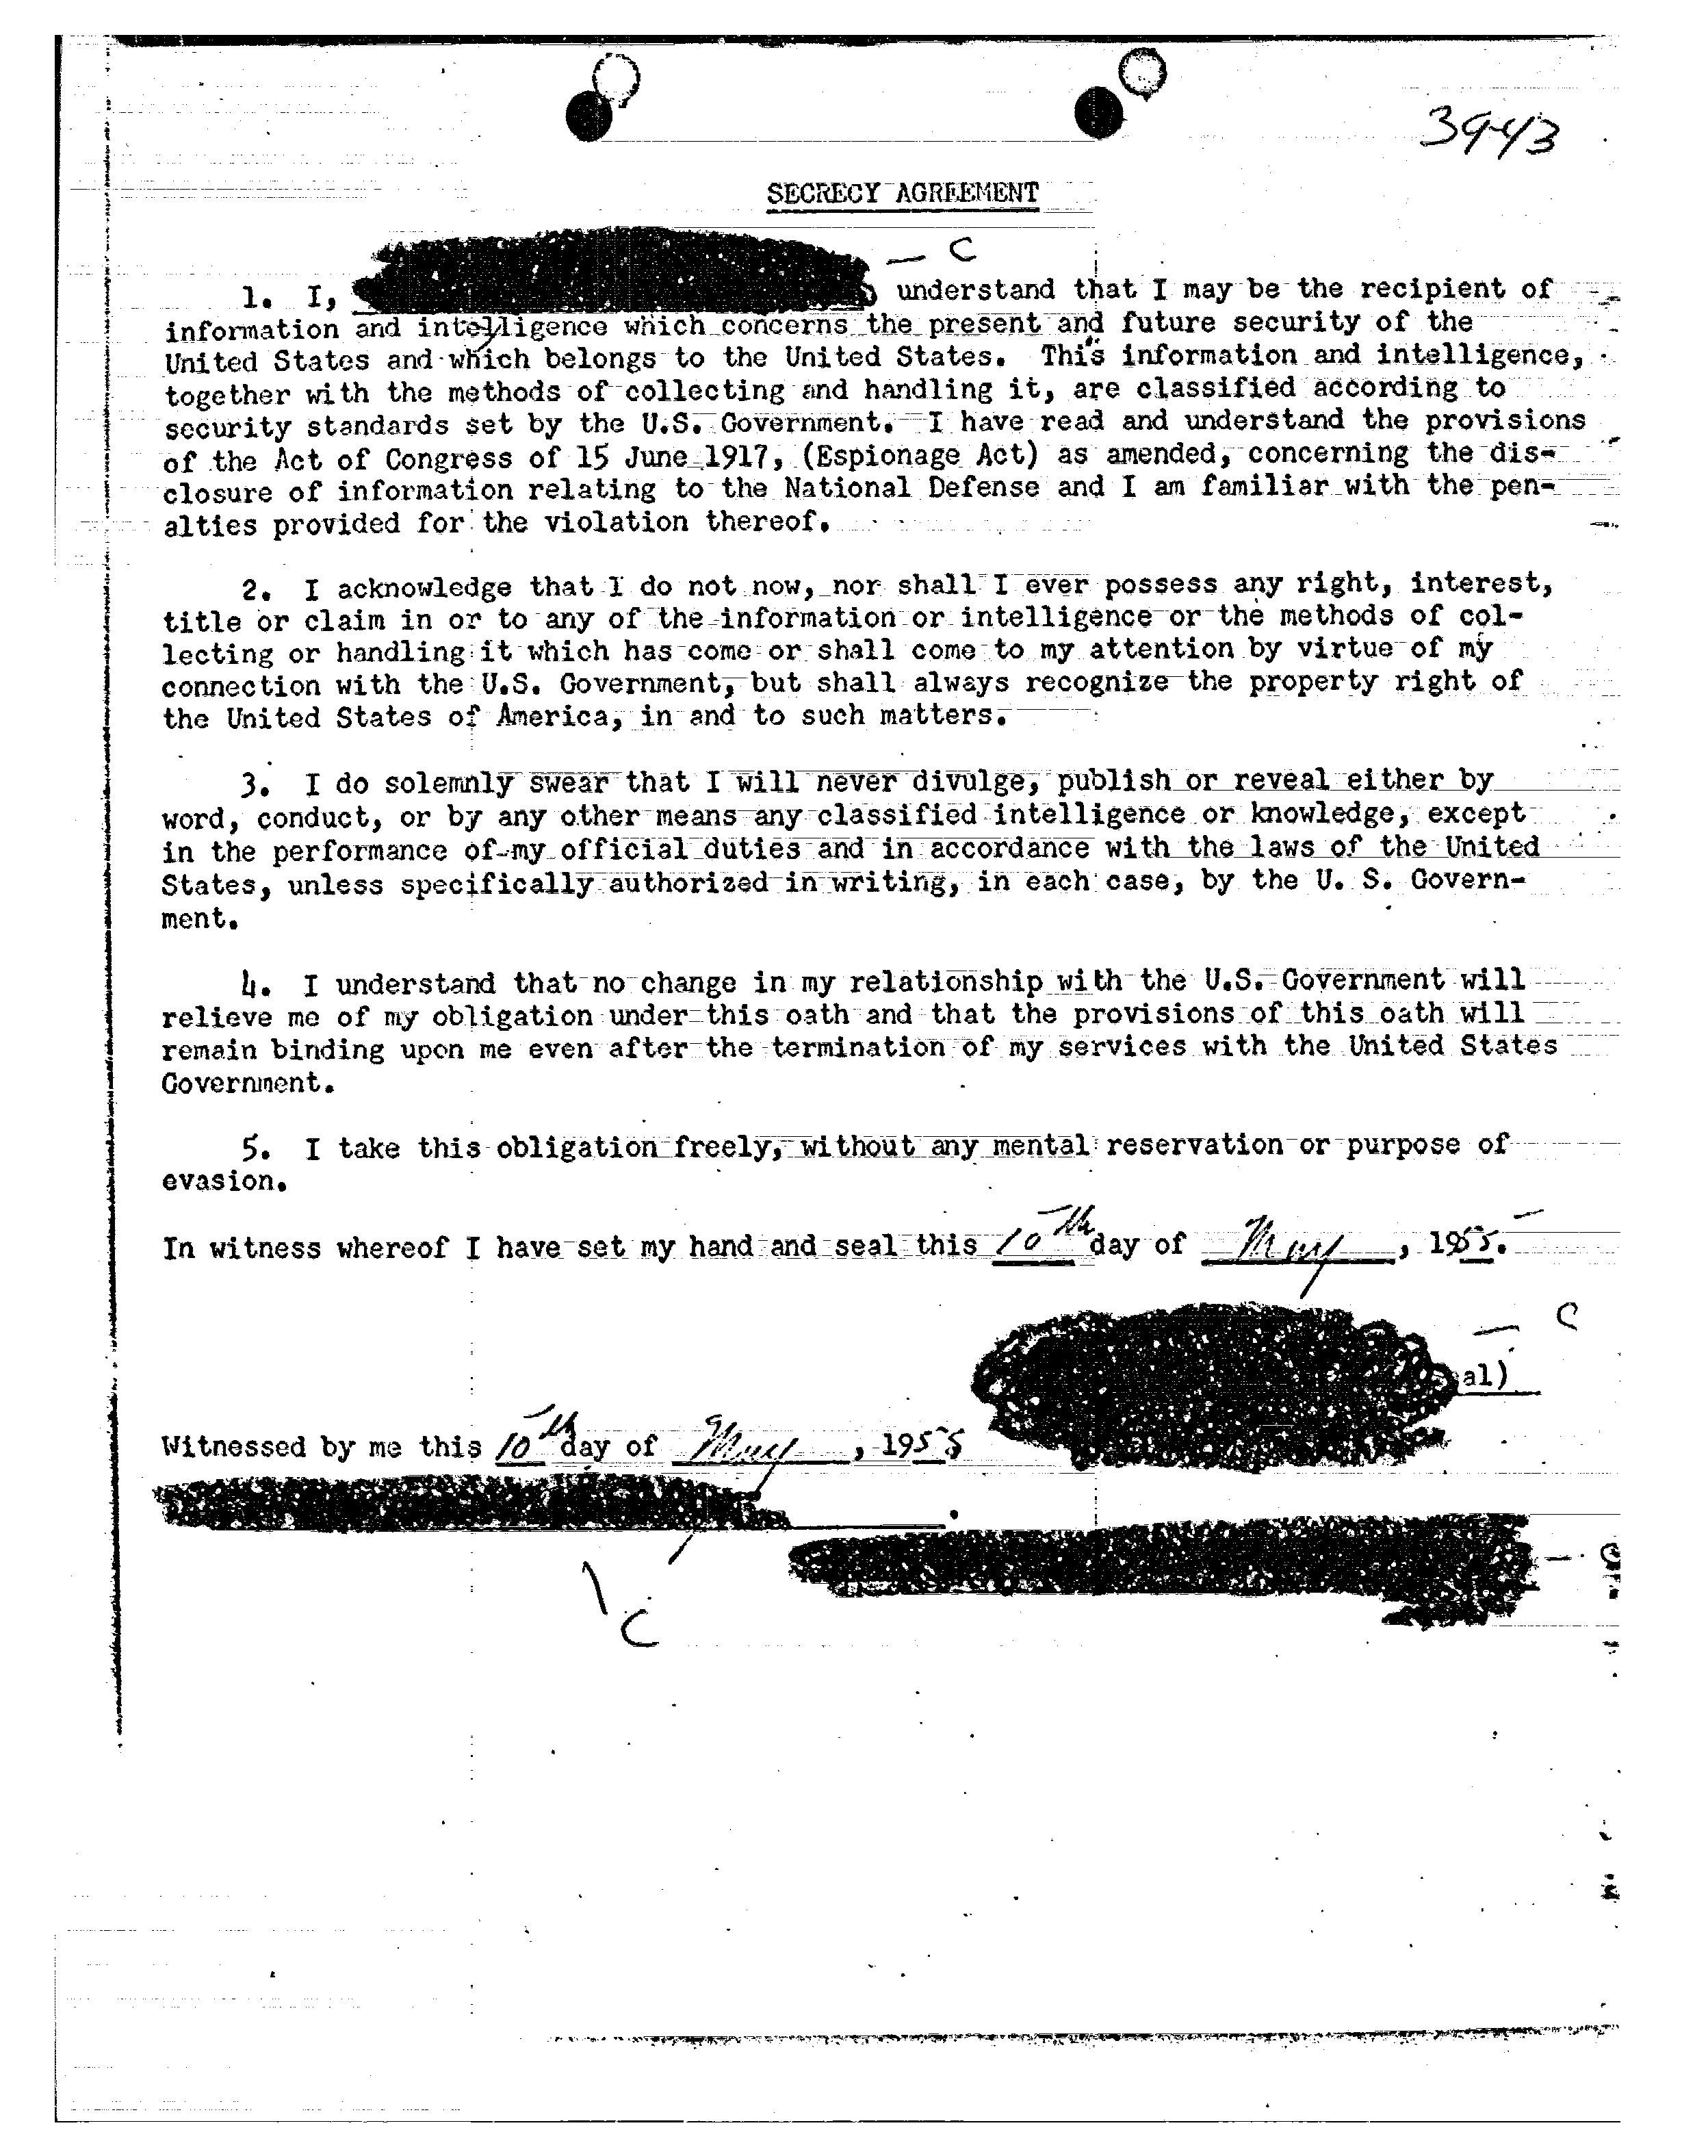 3943
SECRECY AGREEMENT
C
1. I, understand that I may be the recipient of
information and intelligence which concerns the present and future security of the
United States and which belongs to the United States. This information and intelligence,
together with the methods of collecting and handling it, are classified according to
security standards set by the U.S. Government. I have read and understand the provisions
of the Act of Congress of 15 June 1917, (Espionage Act) as amended, concerning the dis-
closure of information relating to the National Defense and I am familiar with the pen-
alties provided for the violation thereof.
2. I acknowledge that I do not now, nor shall I ever possess any right, interest,
title or claim in or to any of the information or intelligence or the methods of col-
lecting or handling it which has come or shall come to my attention by virtue of my
connection with the U.S. Government, but shall always recognize the property right of
the United States of America, in and to such matters.
3. I do solemnly swear that I will never divulge, publish or reveal either by
word, conduct, or by any other means any classified intelligence or knowledge, except
in the performance of my official duties and in accordance with the laws of the United
States, unless specifically authorized in writing, in each case, by the U. S. Govern-
ment.
4. I understand that no change in my relationship with the U.S. Government will
relieve me of my obligation under this oath and that the provisions of this oath will
remain binding upon me even after the termination of my services with the United States
Government.
5. I take this obligation freely, without any mental reservation or purpose of
evasion.
In witness whereof I have set my hand and seal this 10th day of May, 1955.
C
al)
Witnessed by me this 10th day of May, 1955
C
C